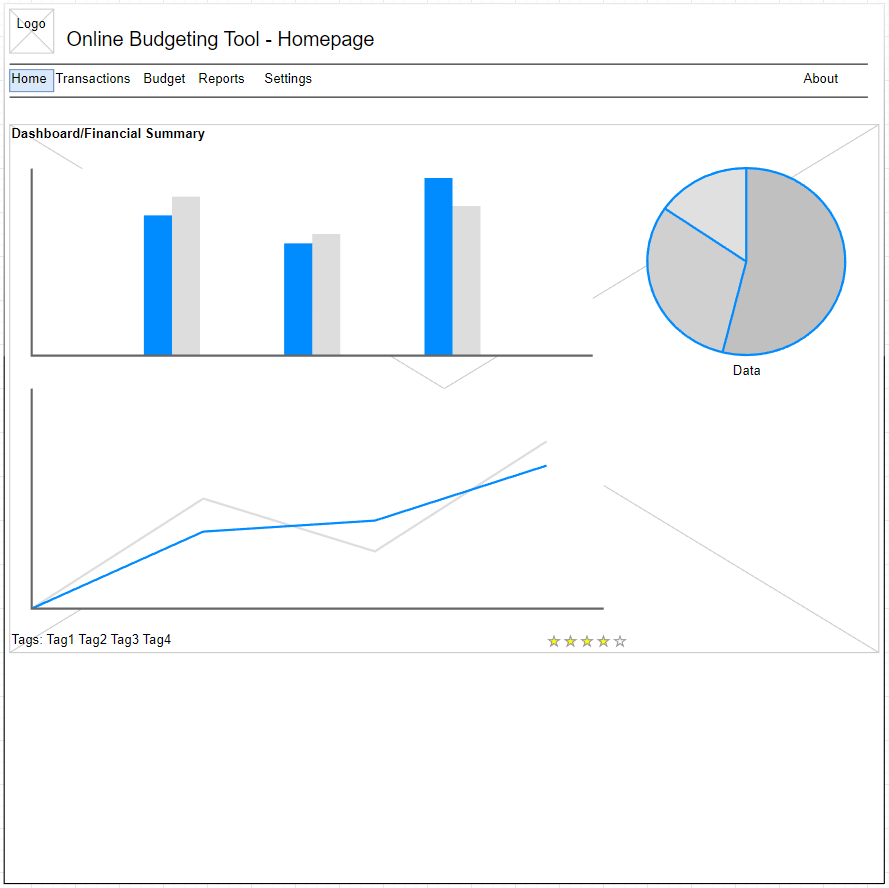 Logo
Online Budgeting Tool - Homepage
Home Transactions Budget Reports Settings About
Dashboard/Financial Summary
Data
Tags: Tag1 Tag2 Tag3 Tag4